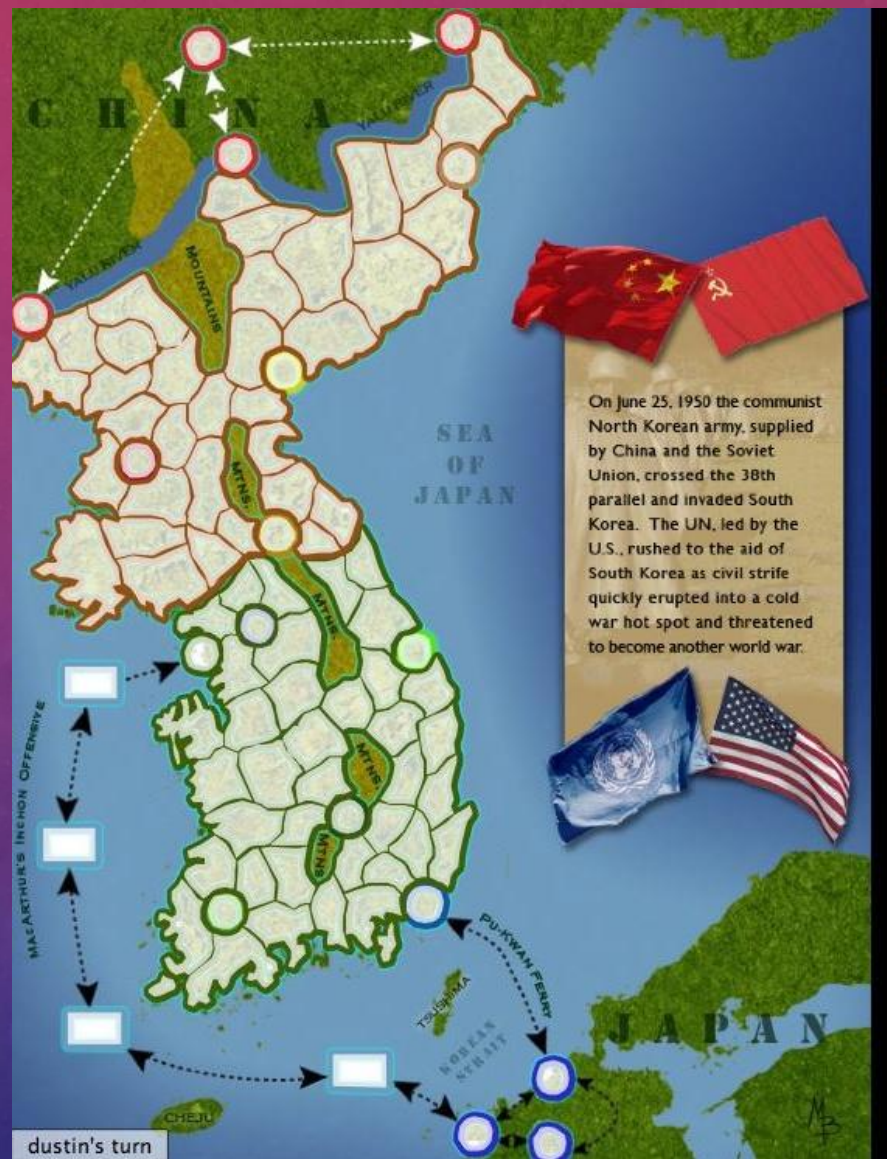 CHINA
YALU RIVER
YALU RIVER
MOUNTAINS
MTNS.
SEA
OF
JAPAN
MTNS.
On June 25, 1950 the communist
North Korean army, supplied
by China and the Soviet
Union, crossed the 38th
parallel and invaded South
Korea. The UN, led by the
U.S., rushed to the aid of
South Korea as civil strife
quickly erupted into a cold
war hot spot and threatened
to become another world war.
MACARTHUR'S INCHON OFFENSIVE
MTNS.
MTNS
PU-KWAN FERRY
TSUSHIMA
KOREAN
STRAIT
JAPAN
CHEJU
MB
dustin's turn